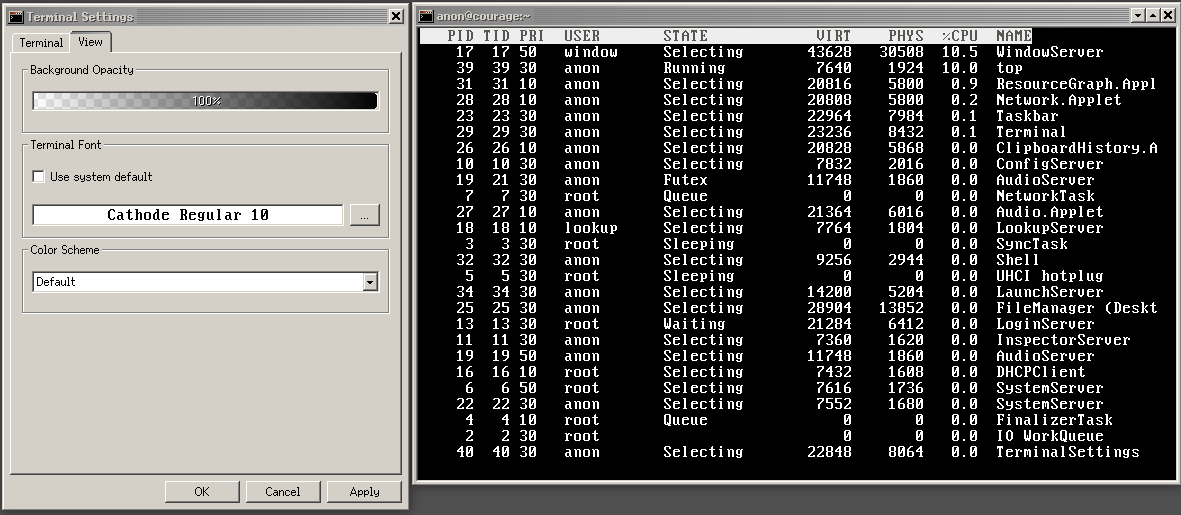 Terminal Settings
Terminal View
Background Opacity
100%
Terminal Font
Use system default
Cathode Regular 10
...
Color Scheme
Default
OK Cancel Apply
anon@courage:~
PID TID PRI USER STATE VIRT PHYS %CPU NAME
17 17 50 window Selecting 43628 30508 10.5 WindowServer
39 39 30 anon Running 7640 1924 10.0 top
31 31 10 anon Selecting 20816 5800 0.9 ResourceGraph.Appl
28 28 10 anon Selecting 20808 5800 0.2 Network.Applet
23 23 30 anon Selecting 22964 7984 0.1 Taskbar
29 29 30 anon Selecting 23236 8432 0.1 Terminal
26 26 10 anon Selecting 20828 5868 0.0 ClipboardHistory.A
10 10 30 anon Selecting 7832 2016 0.0 ConfigServer
19 21 30 anon Futex 11748 1860 0.0 AudioServer
7 7 30 root Queue 0 0 0.0 NetworkTask
27 27 10 anon Selecting 21364 6016 0.0 Audio.Applet
18 18 10 lookup Selecting 7764 1804 0.0 LookupServer
3 3 30 root Sleeping 0 0 0.0 SyncTask
32 32 30 anon Selecting 9256 2944 0.0 Shell
5 5 30 root Sleeping 0 0 0.0 UHCI hotplug
34 34 30 anon Selecting 14200 5204 0.0 LaunchServer
25 25 30 anon Selecting 28904 13852 0.0 FileManager (Deskt
13 13 30 root Waiting 21284 6412 0.0 LoginServer
11 11 30 anon Selecting 7360 1620 0.0 InspectorServer
19 19 50 anon Selecting 11748 1860 0.0 AudioServer
16 16 10 root Selecting 7432 1608 0.0 DHCPClient
6 6 50 root Selecting 7616 1736 0.0 SystemServer
22 22 30 anon Selecting 7552 1680 0.0 SystemServer
4 4 10 root Queue 0 0 0.0 FinalizerTask
2 2 30 root 0 0 0.0 IO WorkQueue
40 40 30 anon Selecting 22848 8064 0.0 TerminalSettings